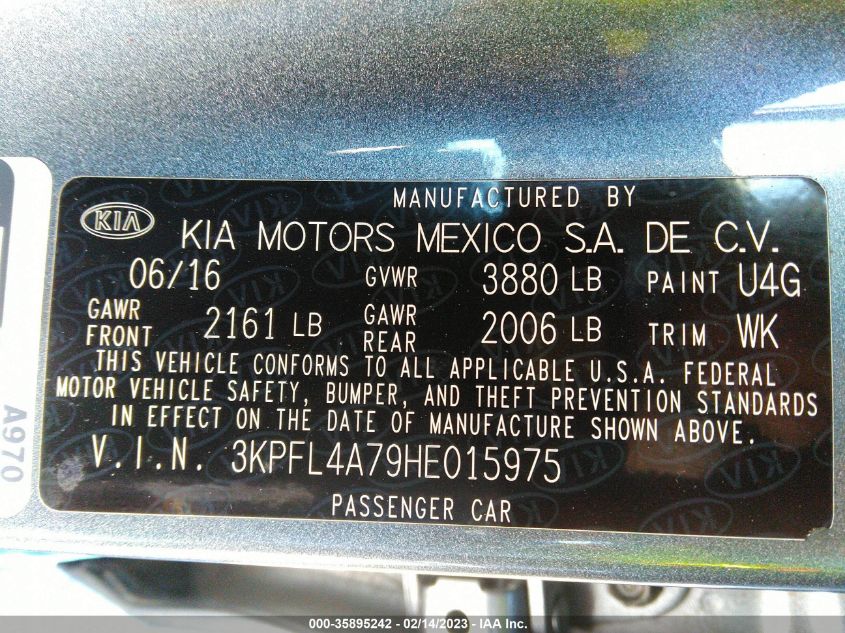 MANUFACTURED BY
KIA KIA MOTORS MEXICO S.A. DE C.V.
06/16 GVWR 3880 LB PAINT U4G
GAWR FRONT 2161 LB GAWR REAR 2006 LB TRIM WK
THIS VEHICLE CONFORMS TO ALL APPLICABLE U.S.A. FEDERAL
MOTOR VEHICLE SAFETY, BUMPER, AND THEFT PREVENTION STANDARDS
IN EFFECT ON THE DATE OF MANUFACTURE SHOWN ABOVE.
V.I.N. 3KPFL4A79HE015975
PASSENGER CAR
A970
000-35895242 - 02/14/2023 - IAA Inc.